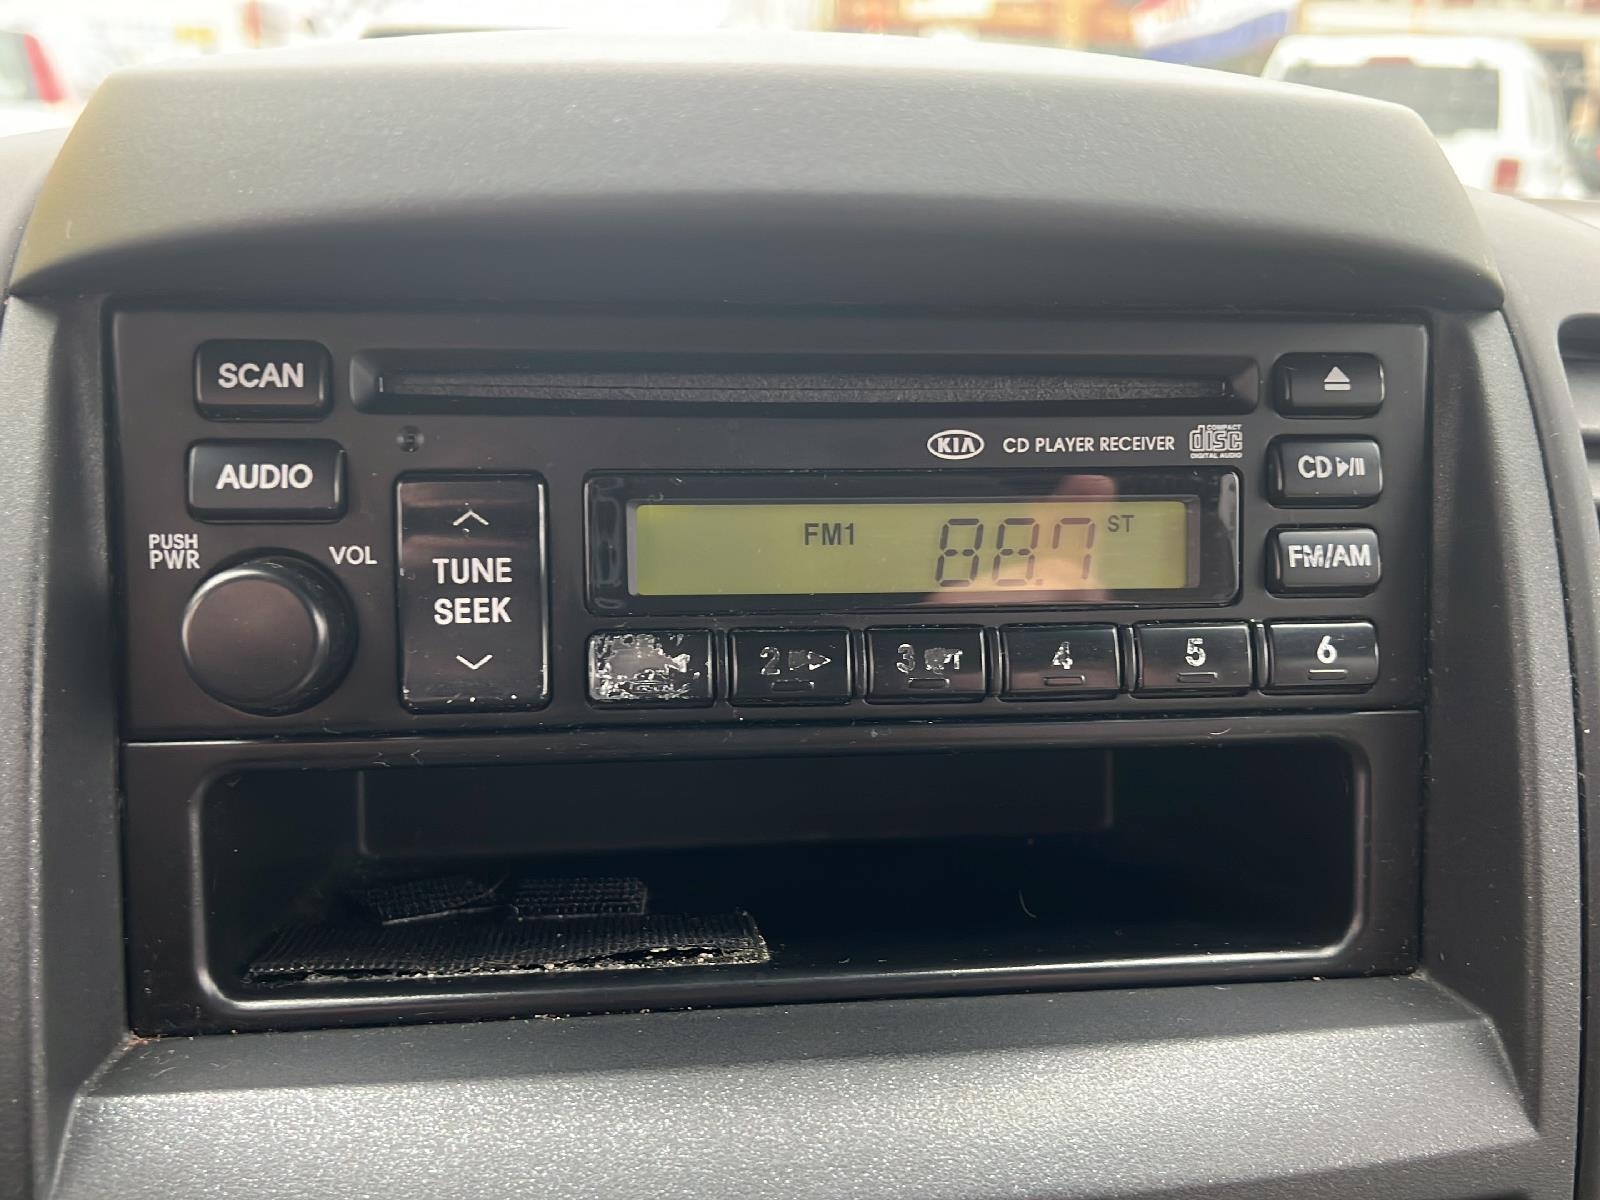 SCAN
AUDIO
PUSH
PWR
VOL
TUNE
SEEK
KIA CD PLAYER RECEIVER
COMPACT
disc
DIGITAL AUDIO
FM1 88.7 ST
CD
FM/AM
2
3
4
5
6